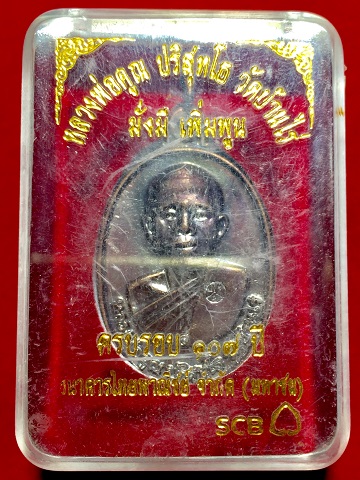 หลวงพ่อคูณ ปริสุทโธ วัดบ้านไร่
มั่งมี เพิ่มพูน
ครบรอบ ๑๐๗ ปี
ธนาคารไทยพาณิชย์ จำกัด (มหาชน)
SCB